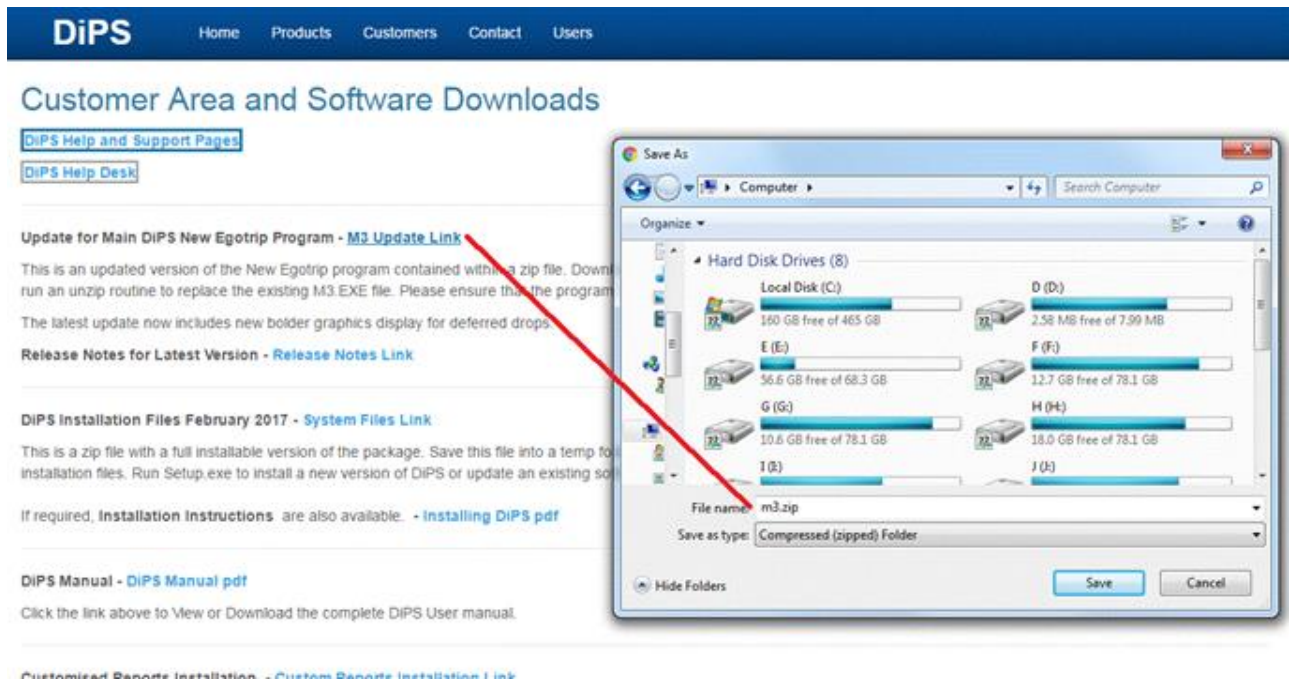 DiPS Home Products Customers Contact Users
Customer Area and Software Downloads
DiPS Help and Support Pages
DiPS Help Desk
Update for Main DiPS New Egotrip Program - M3 Update Link
This is an updated version of the New Egotrip program contained within a zip file. Downl
run an unzip routine to replace the existing M3.EXE file. Please ensure that the program
The latest update now includes new bolder graphics display for deferred drops.
Release Notes for Latest Version - Release Notes Link
DiPS Installation Files February 2017 - System Files Link
This is a zip file with a full installable version of the package. Save this file into a temp fo
installation files. Run Setup.exe to install a new version of DiPS or update an existing so
If required, Installation Instructions are also available. - Installing DiPS pdf
DiPS Manual - DiPS Manual pdf
Click the link above to View or Download the complete DiPS User manual.
Customised Reports Installation - Custom Reports Installation Link
Save As
Computer
Search Computer
Organize
Hard Disk Drives (8)
Local Disk (C:)
160 GB free of 465 GB
D (D:)
2.58 MB free of 7.99 MB
E (E:)
56.6 GB free of 68.3 GB
F (F:)
12.7 GB free of 78.1 GB
G (G:)
10.6 GB free of 78.1 GB
H (H:)
18.0 GB free of 78.1 GB
I (I:)
J (J:)
File name: m3.zip
Save as type: Compressed (zipped) Folder
Hide Folders
Save
Cancel